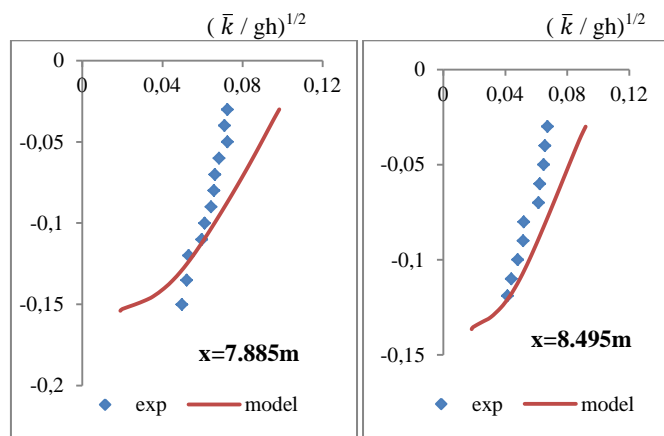 ( k̅ / gh)^1/2
0
0 0,04 0,08 0,12
-0,05
-0,1
-0,15
-0,2
x=7.885m
exp model
( k̅ / gh)^1/2
0
0 0,04 0,08 0,12
-0,05
-0,1
-0,15
x=8.495m
exp model